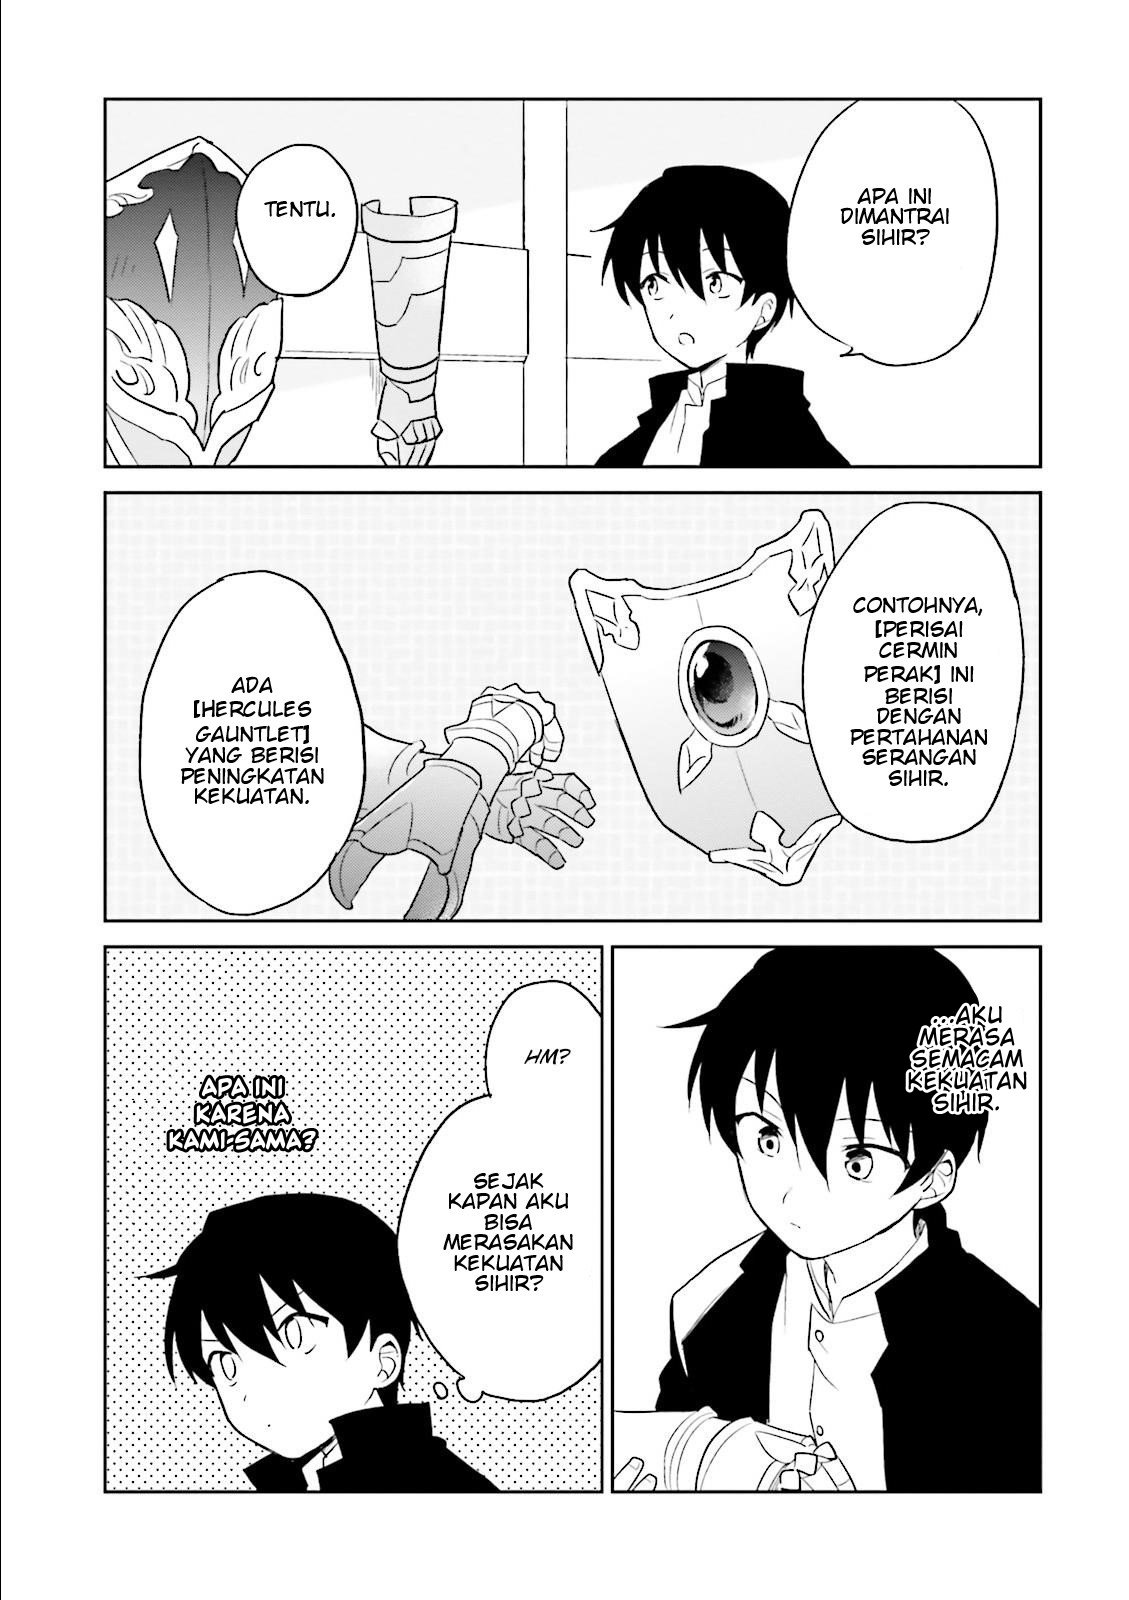 APA INI
DIMANTRAI
SIHIR?
TENTU.
CONTOHNYA,
[PERISAI
CERMIN
PERAK] INI
BERISI
DENGAN
PERTAHANAN
SERANGAN
SIHIR.
ADA
[HERCULES
GAUNTLET]
YANG BERISI
PENINGKATAN
KEKUATAN.
...AKU
MERASA
SEMACAM
KEKUATAN
SIHIR.
HM?
SEJAK
KAPAN AKU
BISA
MERASAKAN
KEKUATAN
SIHIR?
APA INI
KARENA
KAMI-SAMA?